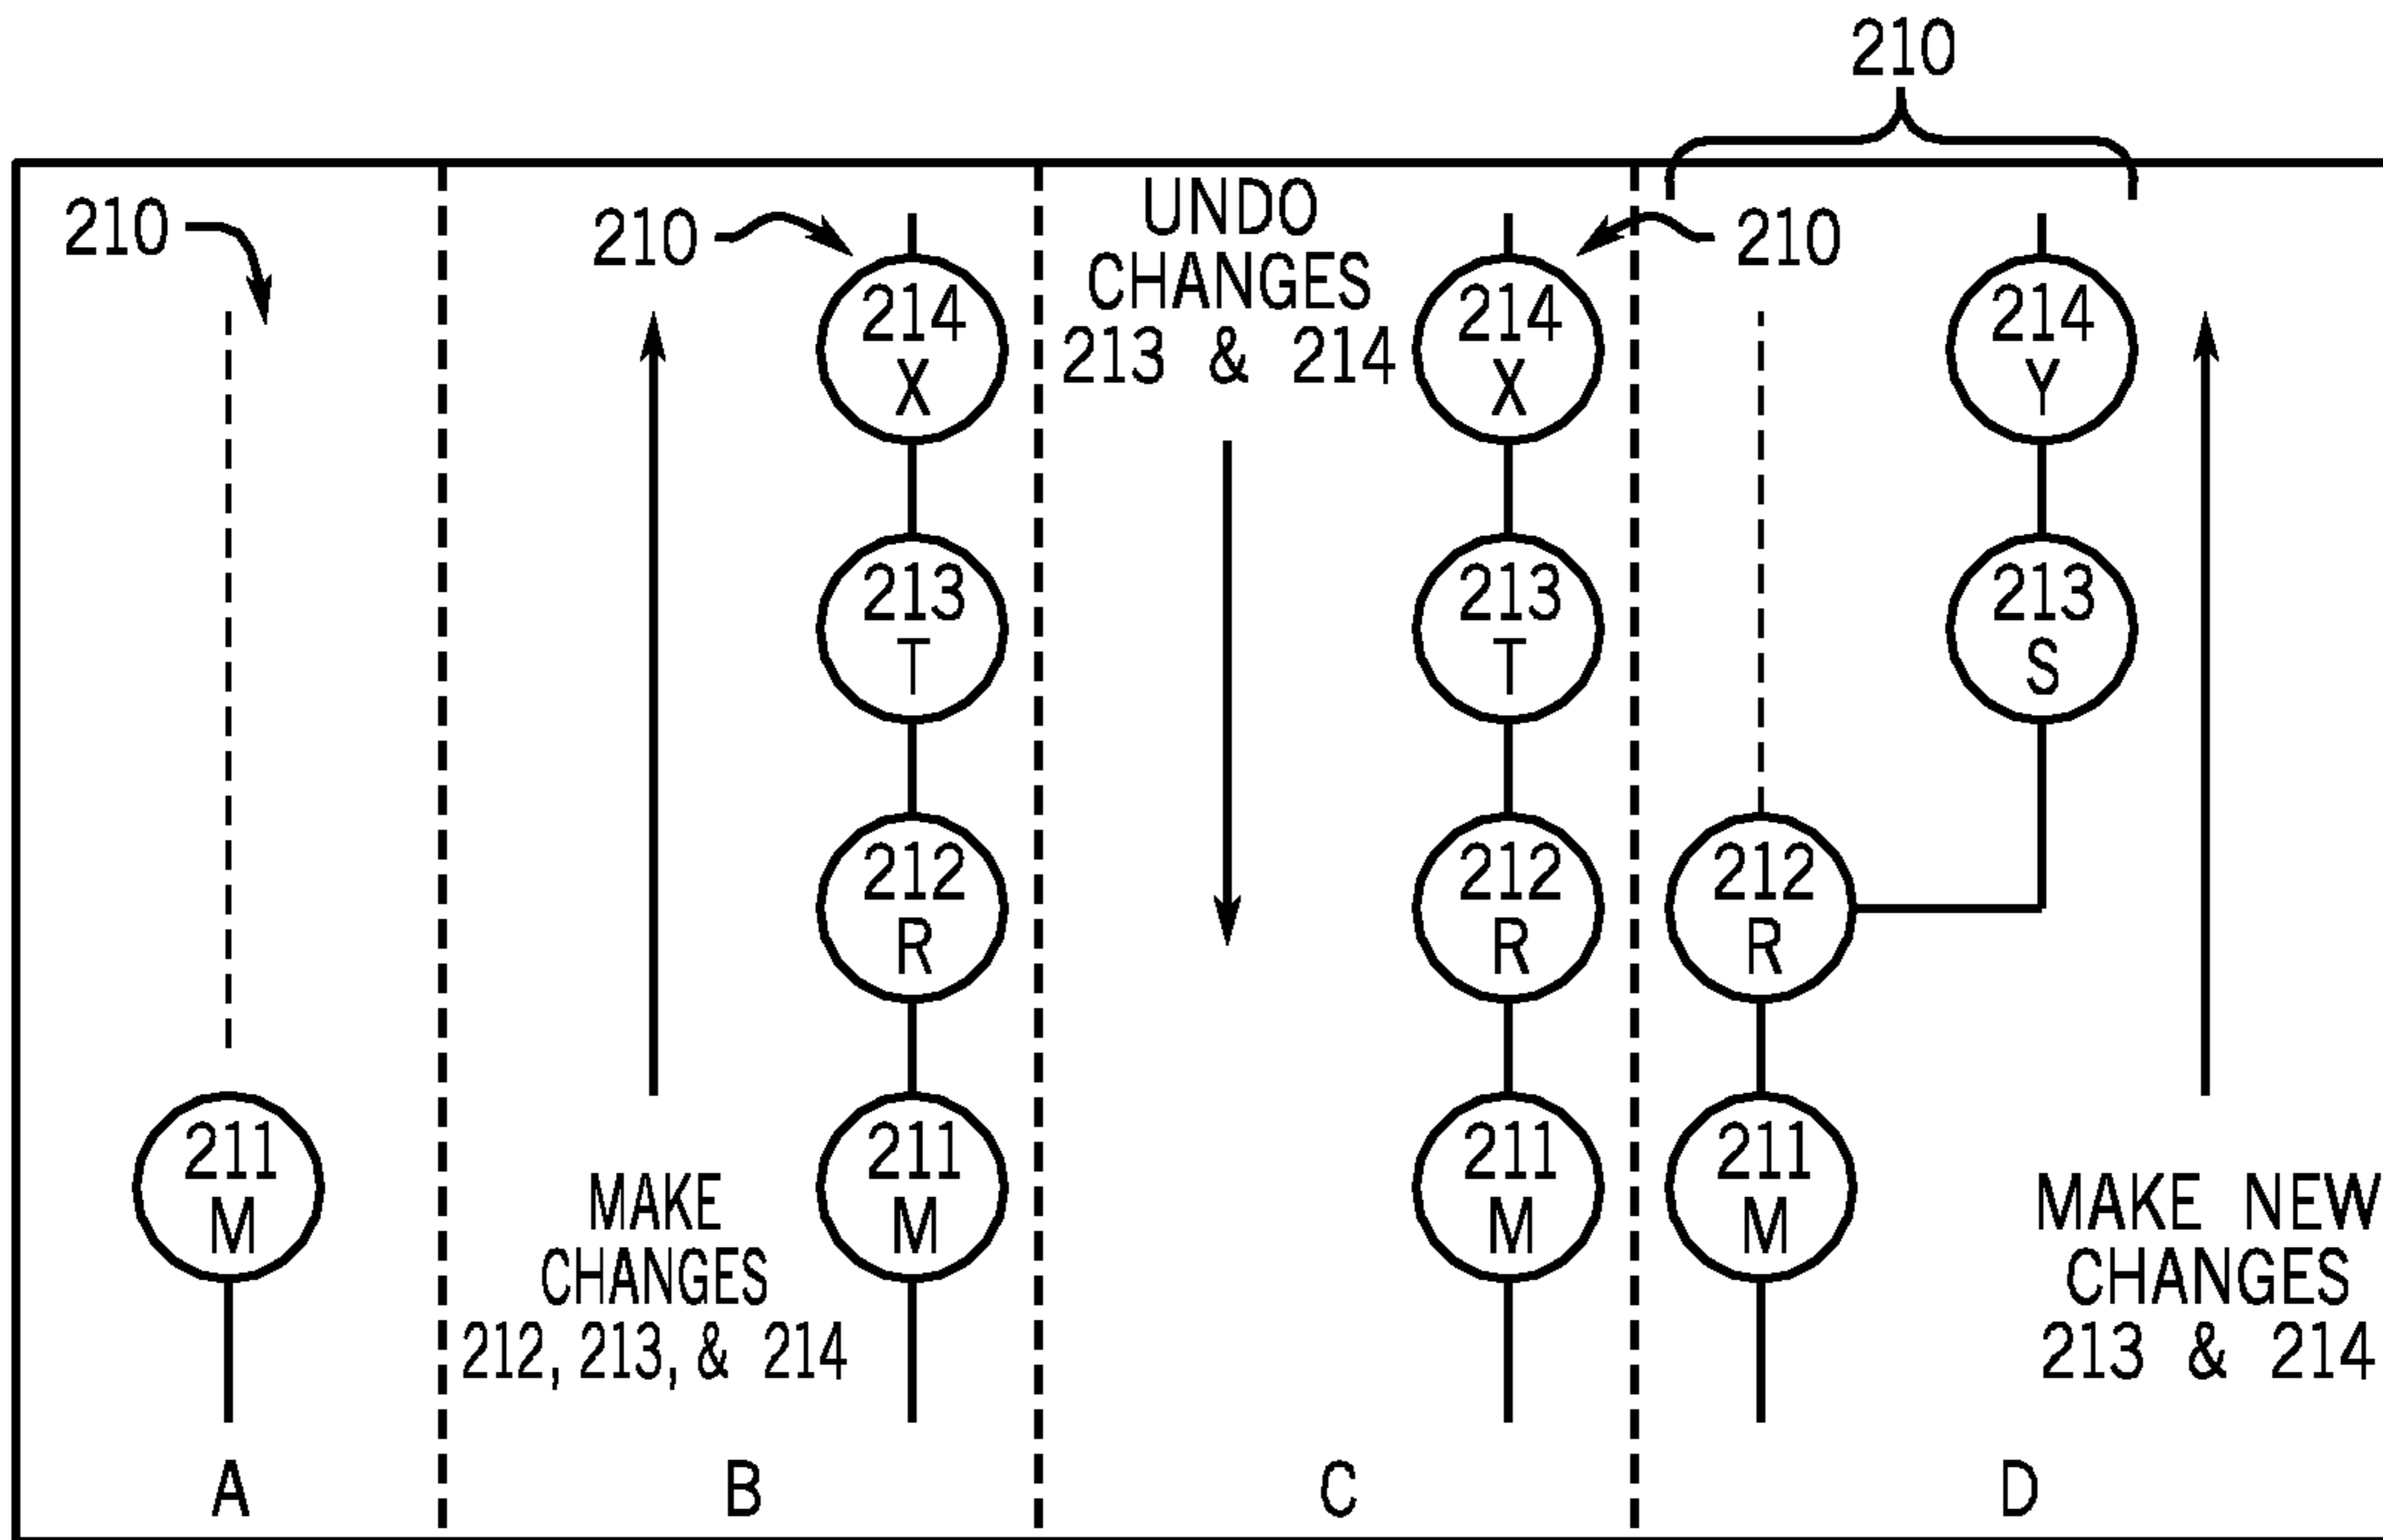 210
210
214
X
213
T
212
R
211
M
A
210
MAKE
CHANGES
212, 213, & 214
214
X
213
T
212
R
211
M
B
UNDO
CHANGES
213 & 214
210
214
Y
213
S
212
R
211
M
C
MAKE NEW
CHANGES
213 & 214
211
M
D